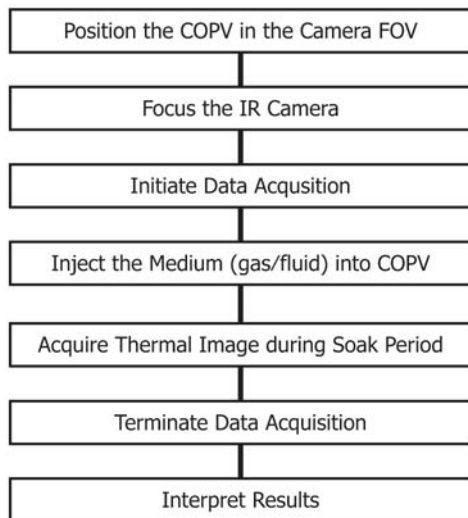 Position the COPV in the Camera FOV
Focus the IR Camera
Initiate Data Acqusition
Inject the Medium (gas/fluid) into COPV
Acquire Thermal Image during Soak Period
Terminate Data Acquisition
Interpret Results